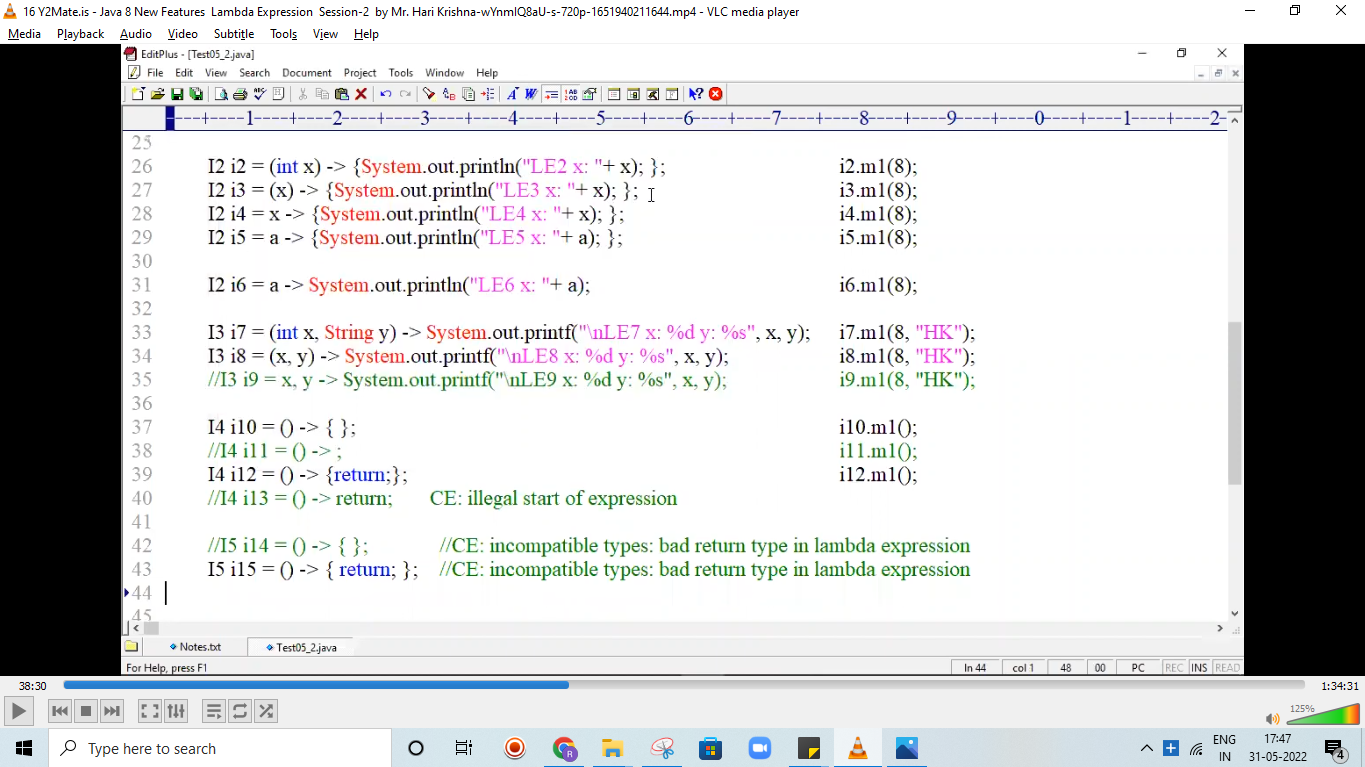 16 Y2Mate.is - Java 8 New Features  Lambda Expression  Session-2  by Mr. Hari Krishna-wYnmIQ8aU-s-720p-1651940211644.mp4 - VLC media player
Media Playback Audio Video Subtitle Tools View Help
EditPlus - [Test05_2.java]
File Edit View Search Document Project Tools Window Help
----+----1----+----2----+----3----+----4----+----5----+----6----+----7----+----8----+----9----+----0----+----1----+----2-
25
26 I2 i2 = (int x) -> {System.out.println("LE2 x: "+ x); }; i2.m1(8);
27 I2 i3 = (x) -> {System.out.println("LE3 x: "+ x); }; i3.m1(8);
28 I2 i4 = x -> {System.out.println("LE4 x: "+ x); }; i4.m1(8);
29 I2 i5 = a -> {System.out.println("LE5 x: "+ a); }; i5.m1(8);
30
31 I2 i6 = a -> System.out.println("LE6 x: "+ a); i6.m1(8);
32
33 I3 i7 = (int x, String y) -> System.out.printf("\nLE7 x: %d y: %s", x, y); i7.m1(8, "HK");
34 I3 i8 = (x, y) -> System.out.printf("\nLE8 x: %d y: %s", x, y); i8.m1(8, "HK");
35 //I3 i9 = x, y -> System.out.printf("\nLE9 x: %d y: %s", x, y); i9.m1(8, "HK");
36
37 I4 i10 = () -> { }; i10.m1();
38 //I4 i11 = () -> ; i11.m1();
39 I4 i12 = () -> {return;}; i12.m1();
40 //I4 i13 = () -> return; CE: illegal start of expression
41
42 //I5 i14 = () -> { }; //CE: incompatible types: bad return type in lambda expression
43 I5 i15 = () -> { return; }; //CE: incompatible types: bad return type in lambda expression
44
45
Notes.txt Test05_2.java
For Help, press F1 ln 44 col 1 48 00 PC REC INS READ
38:30 1:34:31
125%
Type here to search
ENG 17:47
IN 31-05-2022 4